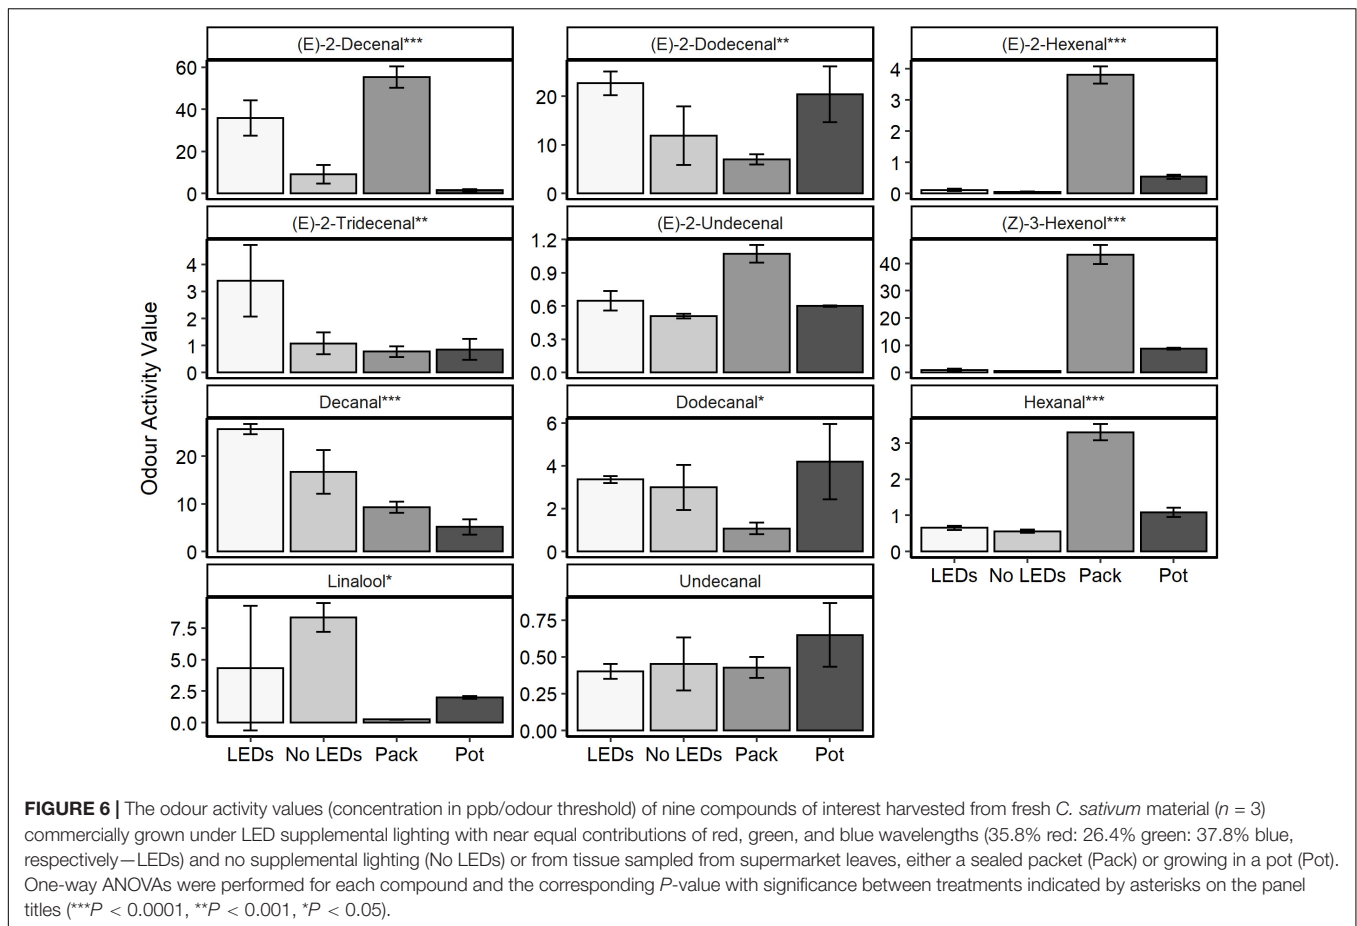 (E)-2-Decenal***
(E)-2-Dodecenal**
(E)-2-Hexenal***
60
40
20
0
20
10
0
4
3
2
1
0
(E)-2-Tridecenal**
(E)-2-Undecenal
(Z)-3-Hexenol***
4
3
2
1
0
1.2
0.9
0.6
0.3
0.0
40
30
20
10
0
Odour Activity Value
Decanal***
Dodecanal*
Hexanal***
20
10
0
6
4
2
0
3
2
1
0
LEDs No LEDs Pack Pot
Linalool*
Undecanal
7.5
5.0
2.5
0.0
0.75
0.50
0.25
0.00
LEDs No LEDs Pack Pot
LEDs No LEDs Pack Pot
FIGURE 6 | The odour activity values (concentration in ppb/odour threshold) of nine compounds of interest harvested from fresh C. sativum material (n = 3)
commercially grown under LED supplemental lighting with near equal contributions of red, green, and blue wavelengths (35.8% red: 26.4% green: 37.8% blue,
respectively—LEDs) and no supplemental lighting (No LEDs) or from tissue sampled from supermarket leaves, either a sealed packet (Pack) or growing in a pot (Pot).
One-way ANOVAs were performed for each compound and the corresponding P-value with significance between treatments indicated by asterisks on the panel
titles (***P < 0.0001, **P < 0.001, *P < 0.05).